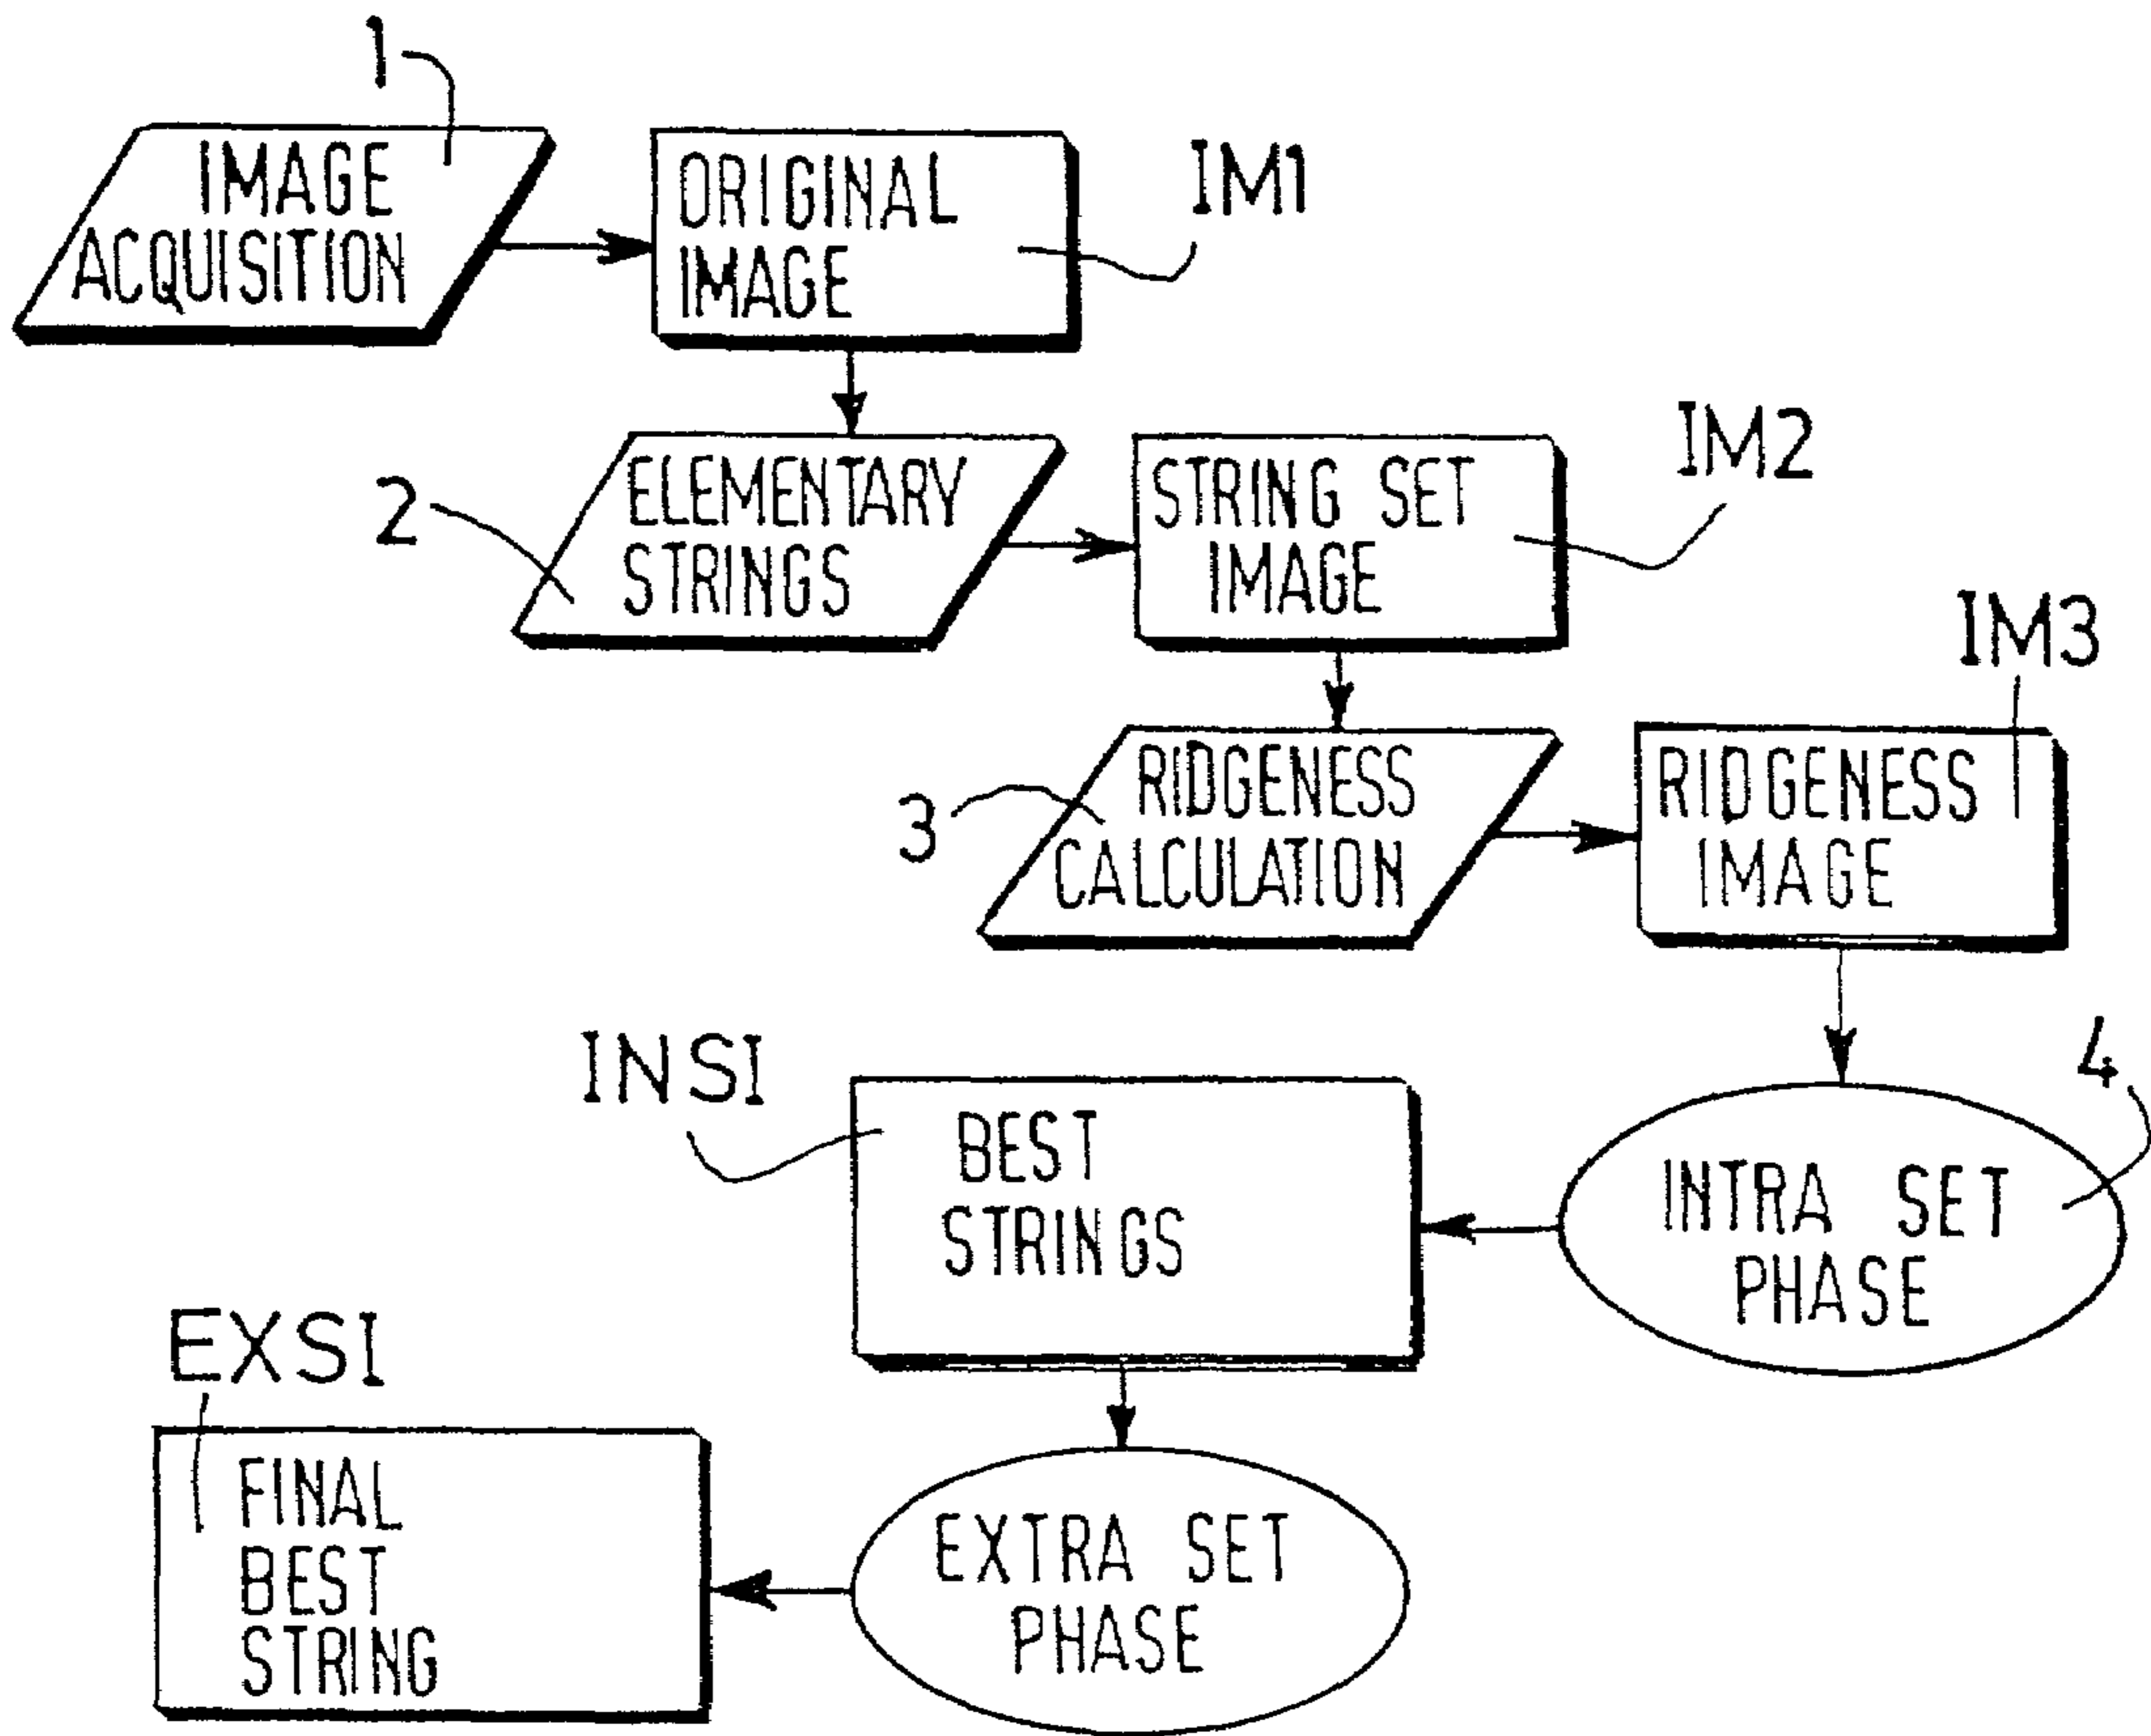 1
IMAGE
ACQUISITION
ORIGINAL
IMAGE
IM1
2
ELEMENTARY
STRINGS
STRING SET
IMAGE
IM2
3
RIDGENESS
CALCULATION
RIDGENESS
IMAGE
IM3
4
INTRA SET
PHASE
INSI
BEST
STRINGS
EXTRA SET
PHASE
EXSI
FINAL
BEST
STRING